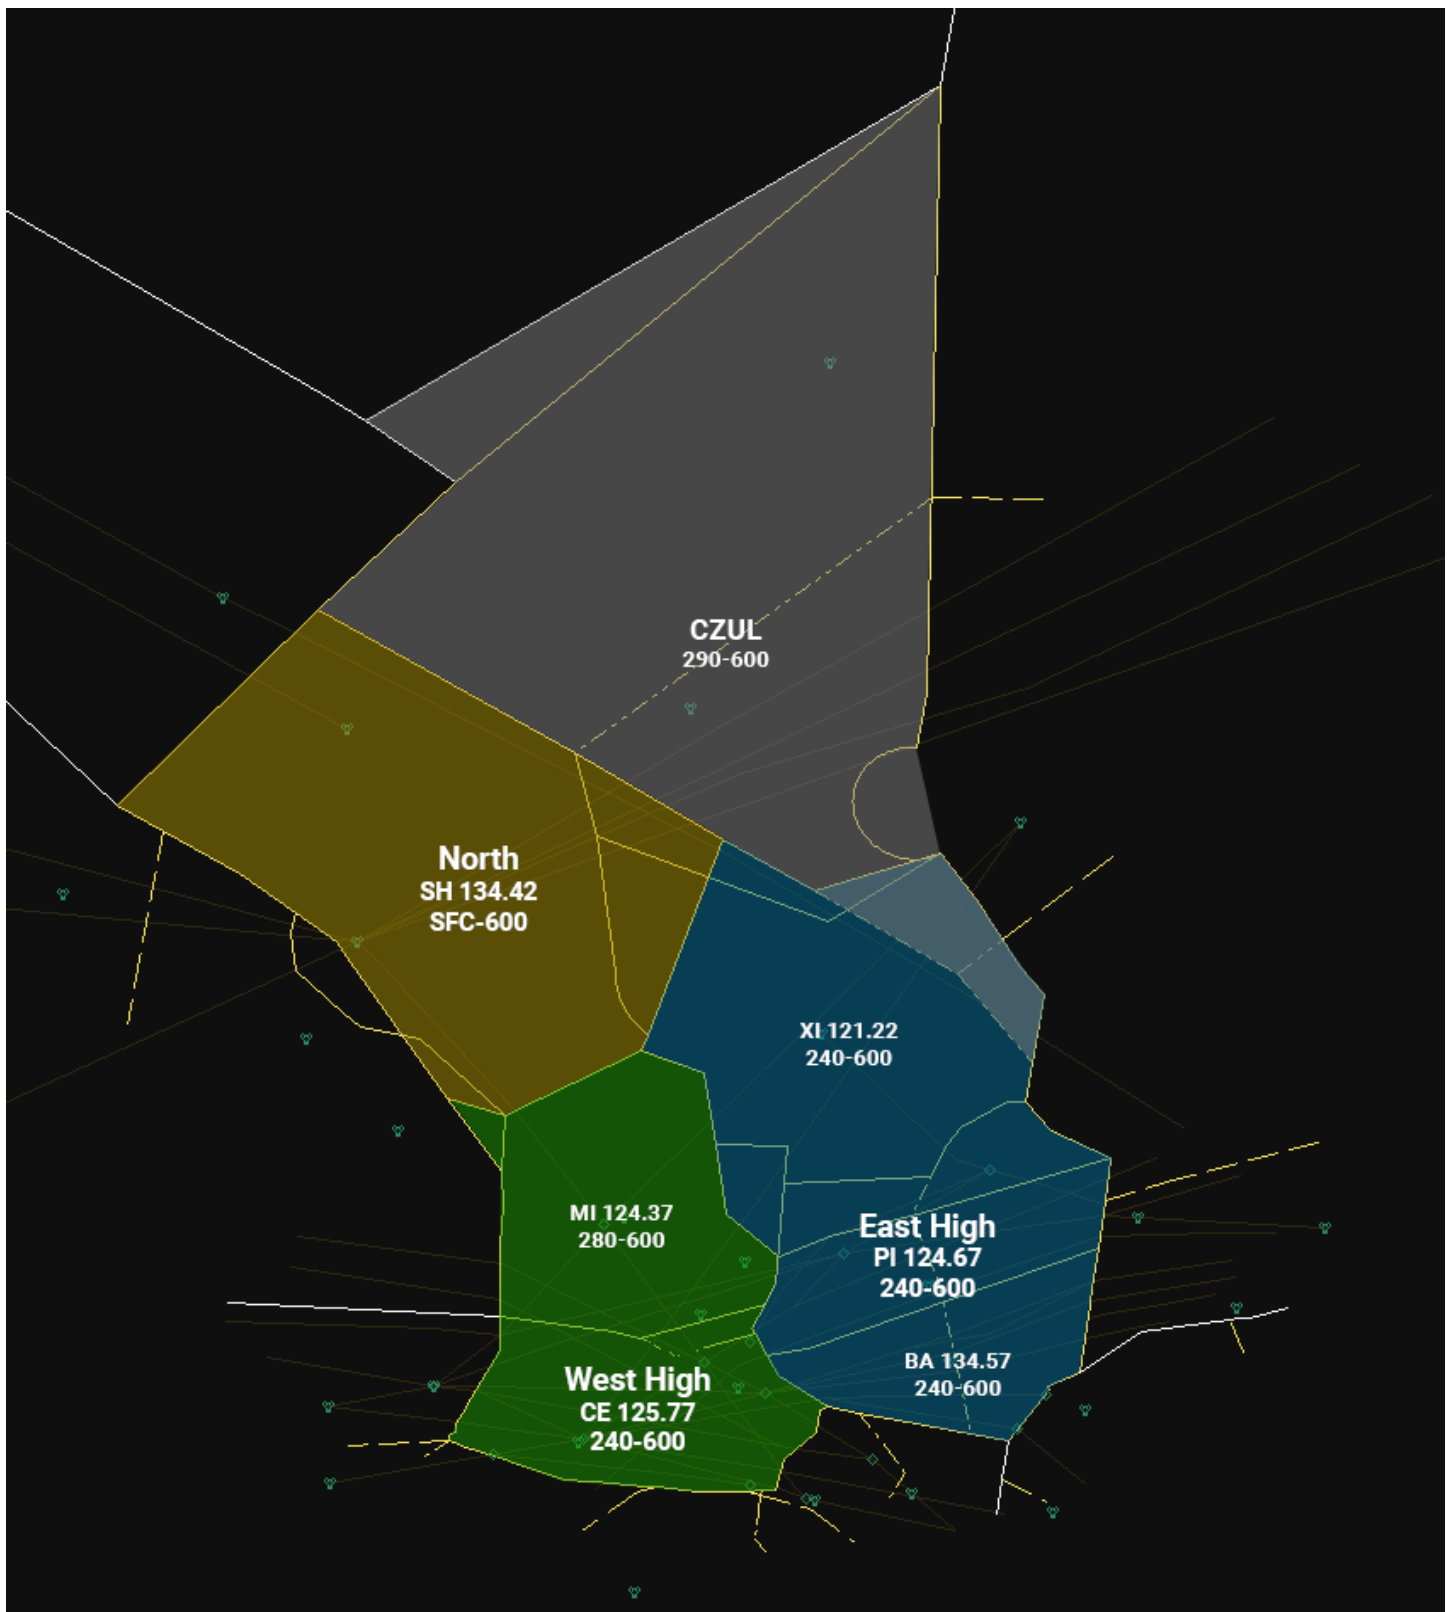 CZUL
290-600
North
SH 134.42
SFC-600
XI 121.22
240-600
MI 124.37
280-600
East High
PI 124.67
240-600
BA 134.57
240-600
West High
CE 125.77
240-600